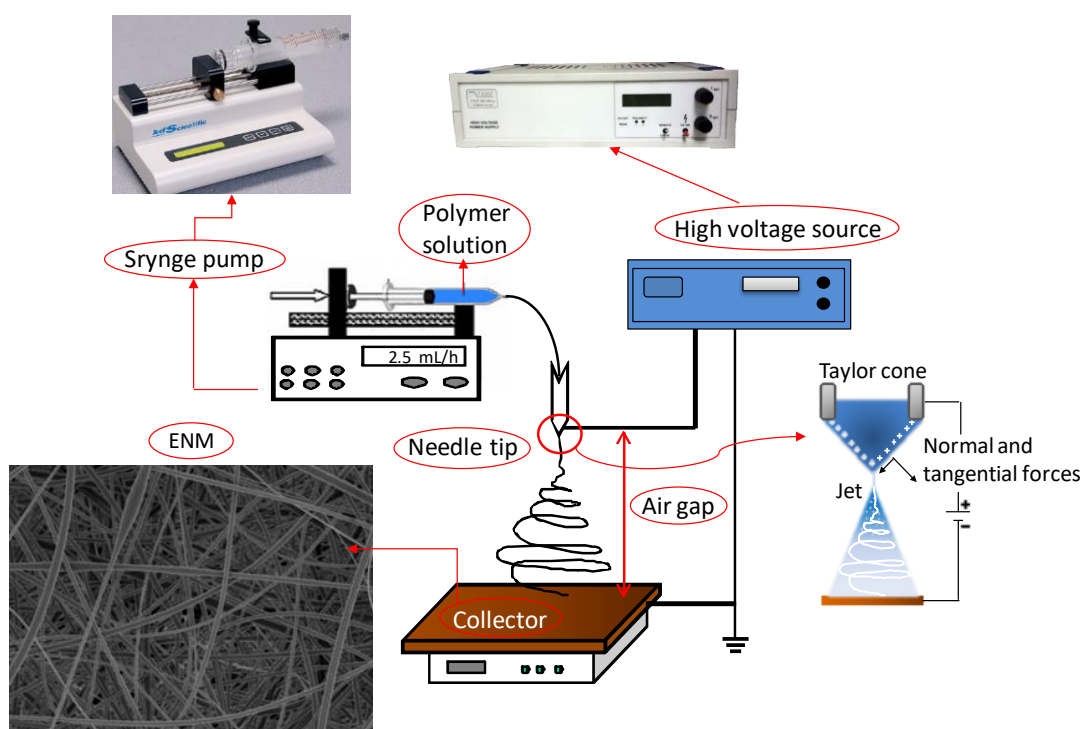 kdScientific
HIGH VOLTAGE
POWER SUPPLY
Polymer
solution
High voltage source
Srynge pump
2.5 mL/h
Taylor cone
ENM
Needle tip
Normal and
tangential forces
Jet
Air gap
+
−
Collector